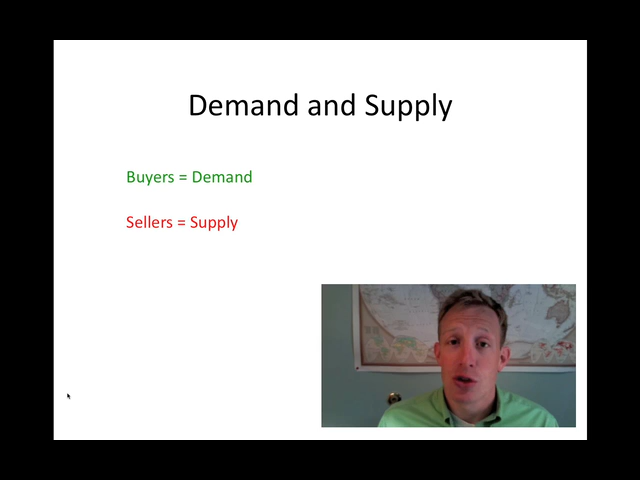 Demand and Supply
Buyers = Demand
Sellers = Supply